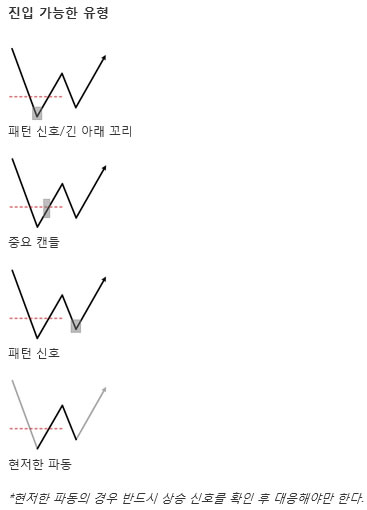 진입 가능한 유형
패턴 신호/긴 아래 꼬리
중요 캔들
패턴 신호
현저한 파동
*현저한 파동의 경우 반드시 상승 신호를 확인 후 대응해야만 한다.